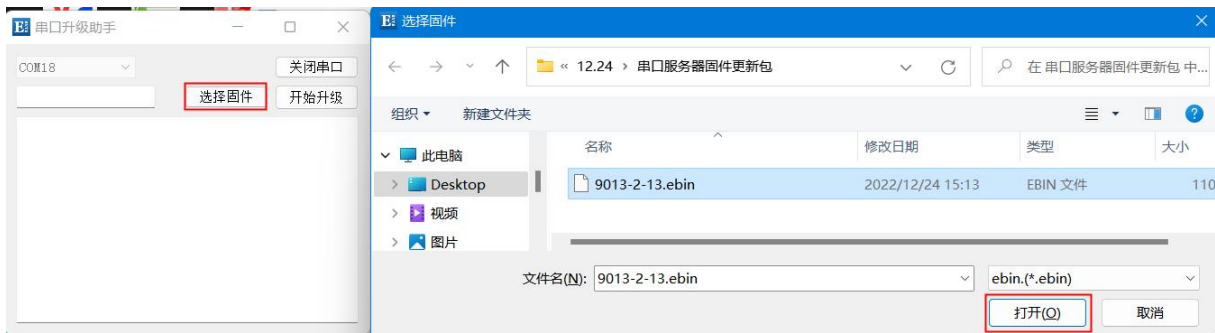 串口升级助手
COM18
关闭串口
选择固件
开始升级
选择固件
« 12.24 › 串口服务器固件更新包
在 串口服务器固件更新包 中...
组织
新建文件夹
此电脑
Desktop
视频
图片
名称
修改日期
类型
大小
9013-2-13.ebin
2022/12/24 15:13
EBIN 文件
110
文件名(N):
9013-2-13.ebin
ebin.(*.ebin)
打开(O)
取消